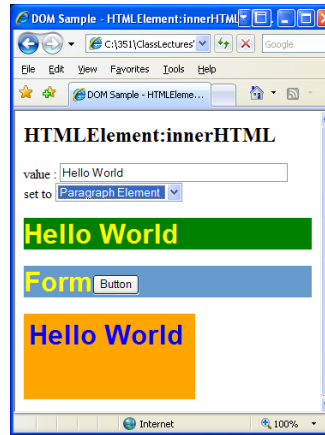 DOM Sample - HTMLElement:innerHTML
C:\351\ClassLectures'
Google
File Edit View Favorites Tools Help
DOM Sample - HTMLEleme...
HTMLElement:innerHTML
value : Hello World
set to Paragraph Element
Hello World
Form Button
Hello World
Internet 100%